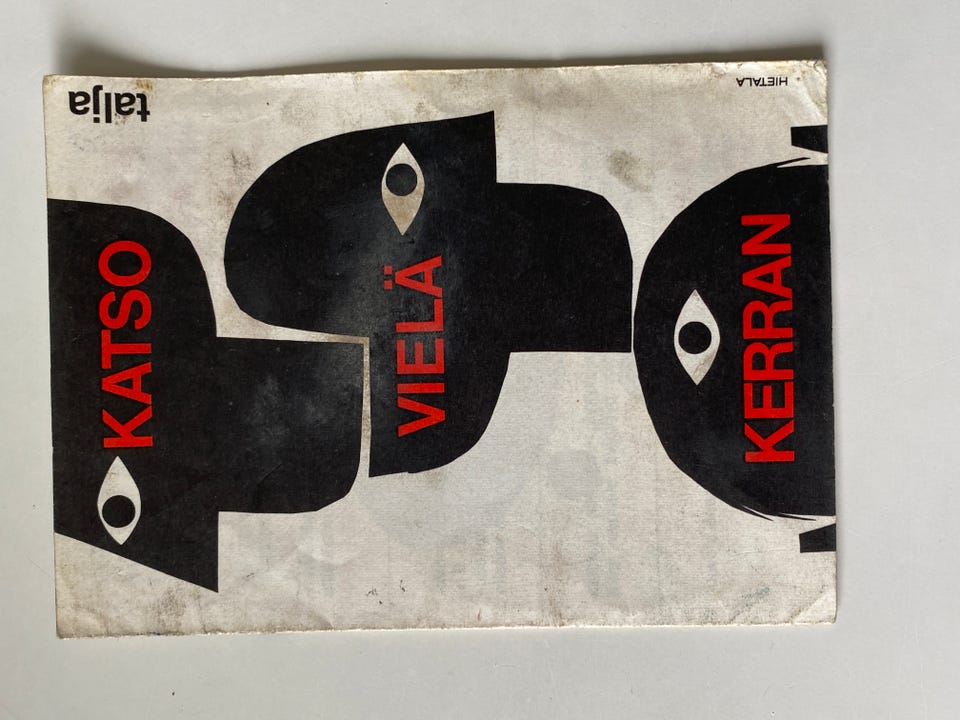 KATSO
VIELÄ
KERRAN
talja
HIETALA